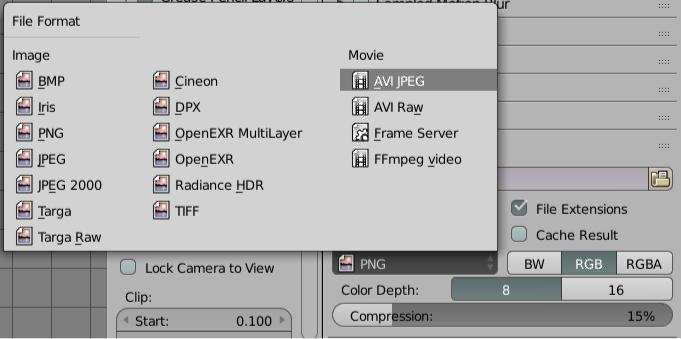 File Format
Image
Movie
BMP
Cineon
AVI JPEG
Iris
DPX
AVI Raw
PNG
OpenEXR MultiLayer
Frame Server
JPEG
OpenEXR
FFmpeg video
JPEG 2000
Radiance HDR
Targa
TIFF
Targa Raw
File Extensions
Cache Result
PNG
BW
RGB
RGBA
Lock Camera to View
Color Depth:
8
16
Clip:
Start: 0.100
Compression: 15%